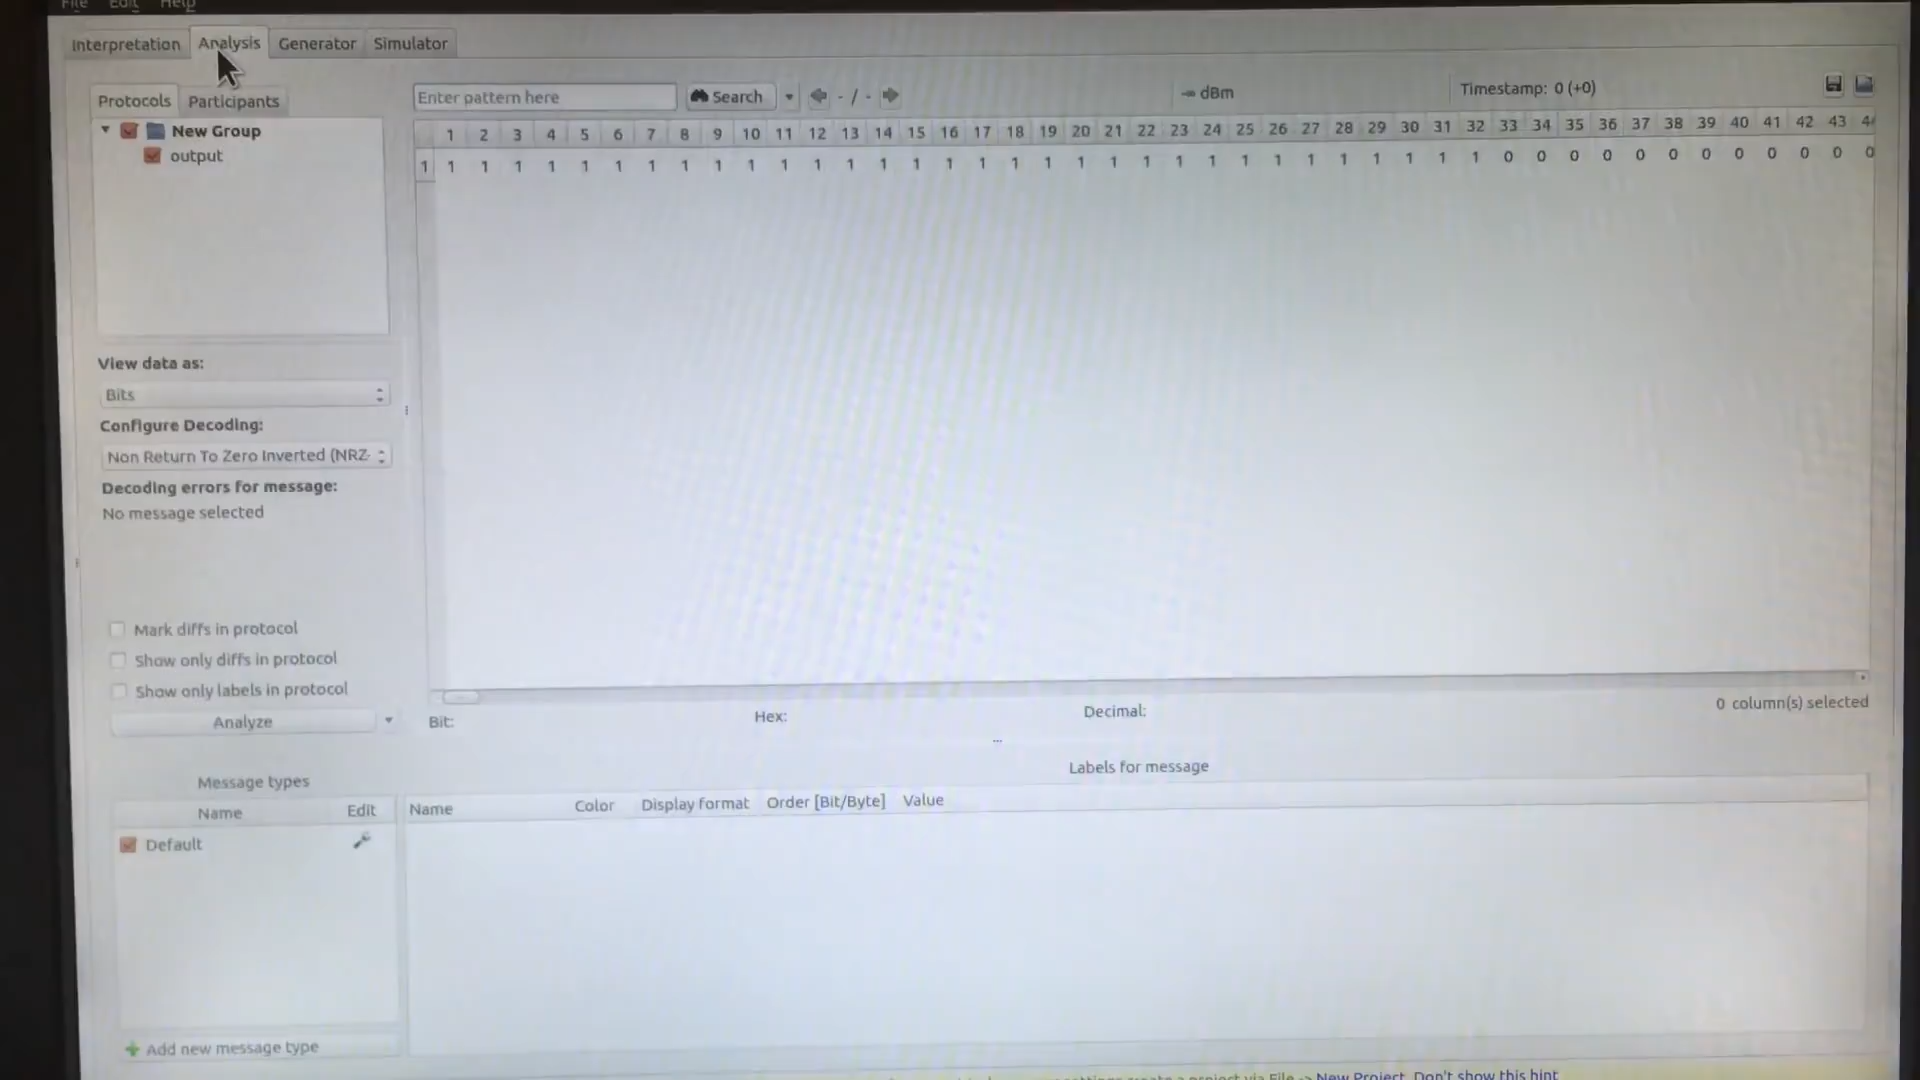 File Edit Help
Interpretation Analysis Generator Simulator
Protocols Participants
Enter pattern here Search - / - -∞ dBm Timestamp: 0 (+0)
New Group
output
1 2 3 4 5 6 7 8 9 10 11 12 13 14 15 16 17 18 19 20 21 22 23 24 25 26 27 28 29 30 31 32 33 34 35 36 37 38 39 40 41 42 43
1 1 1 1 1 1 1 1 1 1 1 1 1 1 1 1 1 1 1 1 1 1 1 1 1 1 1 1 1 1 1 1 1 0 0 0 0 0 0 0 0 0 0 0 0
View data as:
Bits
Configure Decoding:
Non Return To Zero Inverted (NRZ-
Decoding errors for message:
No message selected
Mark diffs in protocol
Show only diffs in protocol
Show only labels in protocol
Analyze
Bit: Hex: Decimal: 0 column(s) selected
Message types
Name Edit
Default
Add new message type
Labels for message
Name Color Display format Order [Bit/Byte] Value
create a project via File -> New Project. Don't show this hint